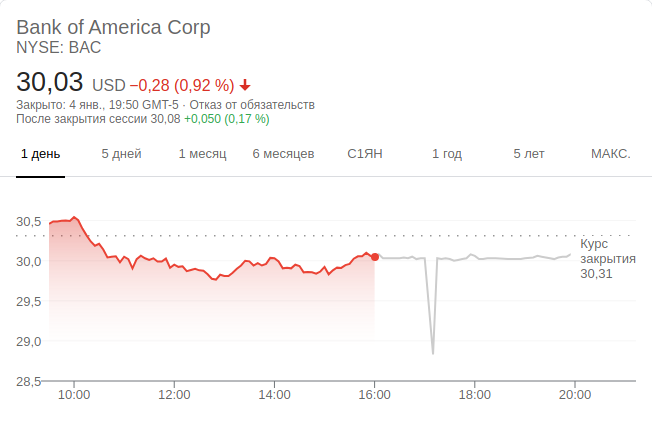 Bank of America Corp
NYSE: BAC
30,03 USD −0,28 (0,92 %)
Закрыто: 4 янв., 19:50 GMT-5 · Отказ от обязательств
После закрытия сессии 30,08 +0,050 (0,17 %)
1 день 5 дней 1 месяц 6 месяцев С1ЯН 1 год 5 лет МАКС.
30,5
30,0
29,5
29,0
28,5
Курс
закрытия
30,31
10:00 12:00 14:00 16:00 18:00 20:00